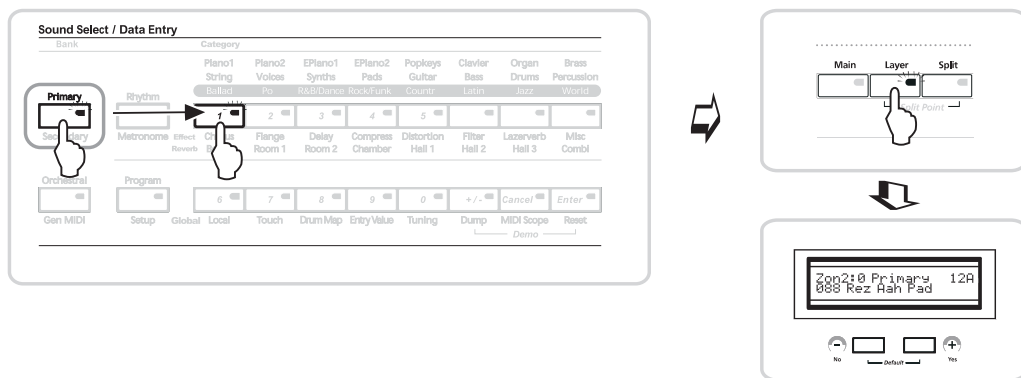 Sound Select / Data Entry
Bank Category
Piano1 Piano2 EPiano1 EPiano2 Popkeys Clavier Organ Brass
String Voices Synths Pads Guitar Bass Drums Percussion
Ballad Po R&B/Dance Rock/Funk Countr Latin Jazz World
Primary Rhythm
1 2 3 4 5
Secondary Metronome Effect Chorus Flange Delay Compress Distortion Filter Lazerverb Misc
Reverb Room 1 Room 2 Chamber Hall 1 Hall 2 Hall 3 Combi
Orchestral Program
6 7 8 9 0 +/- Cancel Enter
Gen MIDI Setup Global Local Touch Drum Map Entry Value Tuning Dump MIDI Scope Reset
Demo
Main Layer Split
Split Point
Zon2:0 Primary 12A
088 Rez Aah Pad
- +
No Default Yes